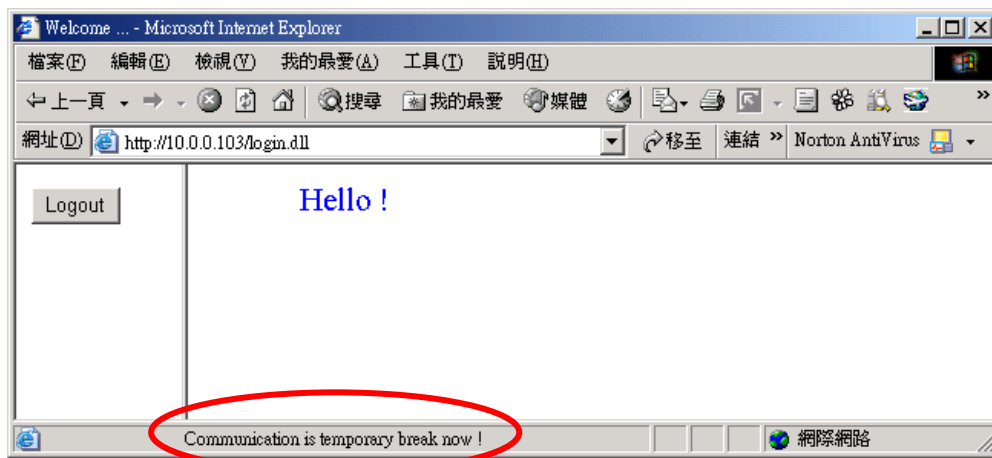 Welcome ... - Microsoft Internet Explorer
檔案(F) 編輯(E) 檢視(V) 我的最愛(A) 工具(T) 說明(H)
上一頁 搜尋 我的最愛 媒體 »
網址(D) http://10.0.0.103/login.dll 移至 連結 » Norton AntiVirus
Logout
Hello !
Communication is temporary break now !
網際網路